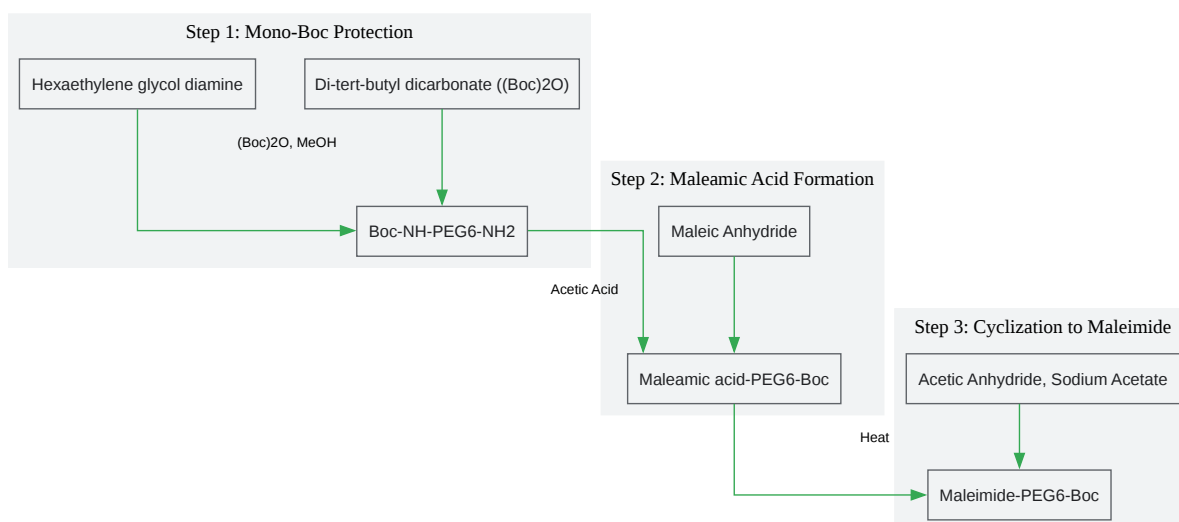 Step 1: Mono-Boc Protection
Hexaethylene glycol diamine
Di-tert-butyl dicarbonate ((Boc)2O)
(Boc)2O, MeOH
Boc-NH-PEG6-NH2
Step 2: Maleamic Acid Formation
Maleic Anhydride
Acetic Acid
Maleamic acid-PEG6-Boc
Step 3: Cyclization to Maleimide
Acetic Anhydride, Sodium Acetate
Heat
Maleimide-PEG6-Boc